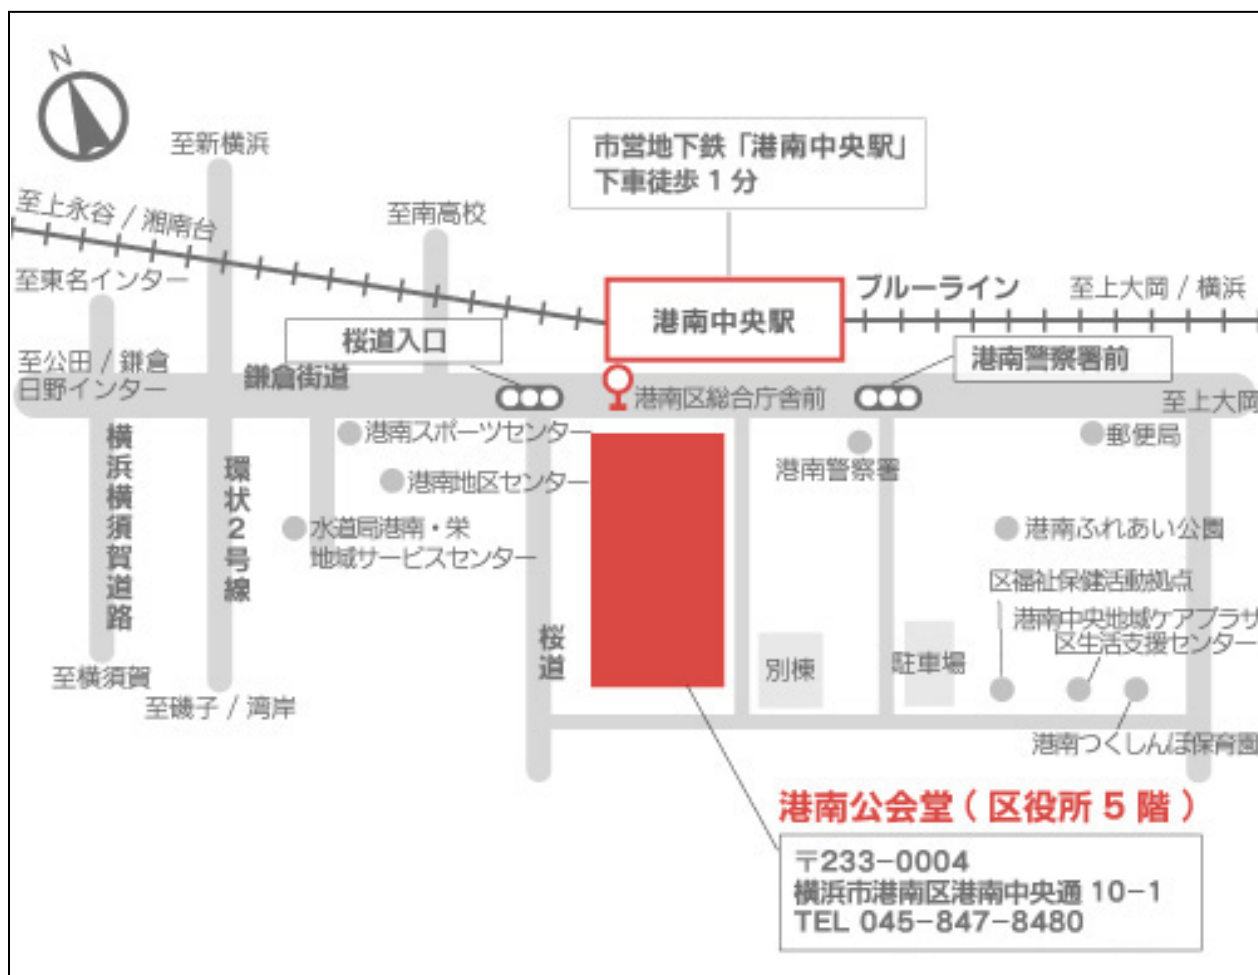 N
至新横浜
市営地下鉄「港南中央駅」
下車徒歩1分
至上永谷 / 湘南台
至南高校
至東名インター
港南中央駅
ブルーライン
至上大岡 / 横浜
桜道入口
港南警察署前
至公田 / 鎌倉
日野インター
鎌倉街道
港南区総合庁舎前
至上大岡
港南スポーツセンター
港南警察署
郵便局
横浜横須賀道路
環状2号線
港南地区センター
水道局港南・栄
地域サービスセンター
港南ふれあい公園
区福祉保健活動拠点
港南中央地域ケアプラザ
区生活支援センター
桜道
別棟
駐車場
至横須賀
至磯子 / 湾岸
港南つくしんぼ保育園
港南公会堂(区役所5階)
〒233-0004
横浜市港南区港南中央通10-1
TEL 045-847-8480